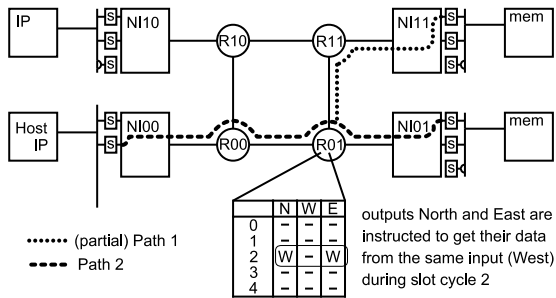 IP
S
S
S
NI10
R10
R11
NI11
S
S
S
mem
Host
IP
S
S
NI00
R00
R01
NI01
S
S
S
mem
N W E
0 - - -
1 - - -
2 W - W
3 - - -
4 - - -
(partial) Path 1
Path 2
outputs North and East are
instructed to get their data
from the same input (West)
during slot cycle 2